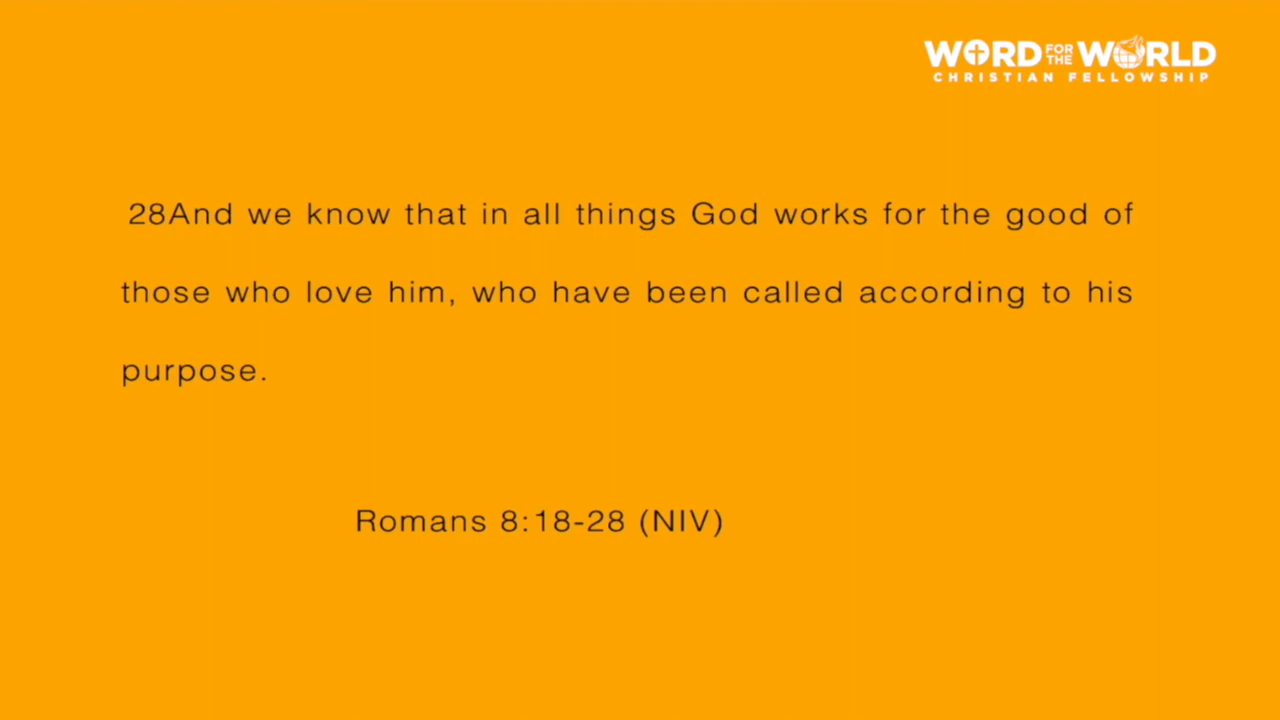 WORD FOR THE WORLD
CHRISTIAN FELLOWSHIP
28And we know that in all things God works for the good of
those who love him, who have been called according to his
purpose.
Romans 8:18-28 (NIV)